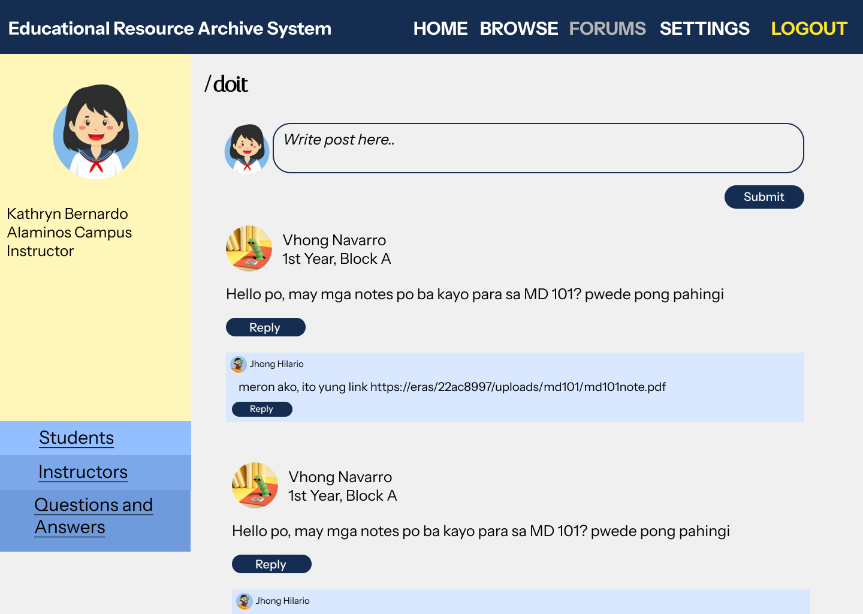 Educational Resource Archive System
HOME BROWSE FORUMS SETTINGS LOGOUT
Kathryn Bernardo
Alaminos Campus
Instructor
Students
Instructors
Questions and
Answers
/doit
Write post here..
Submit
Vhong Navarro
1st Year, Block A
Hello po, may mga notes po ba kayo para sa MD 101? pwede pong pahingi
Reply
Jhong Hilario
meron ako, ito yung link https://eras/22ac8997/uploads/md101/md101note.pdf
Reply
Vhong Navarro
1st Year, Block A
Hello po, may mga notes po ba kayo para sa MD 101? pwede pong pahingi
Reply
Jhong Hilario